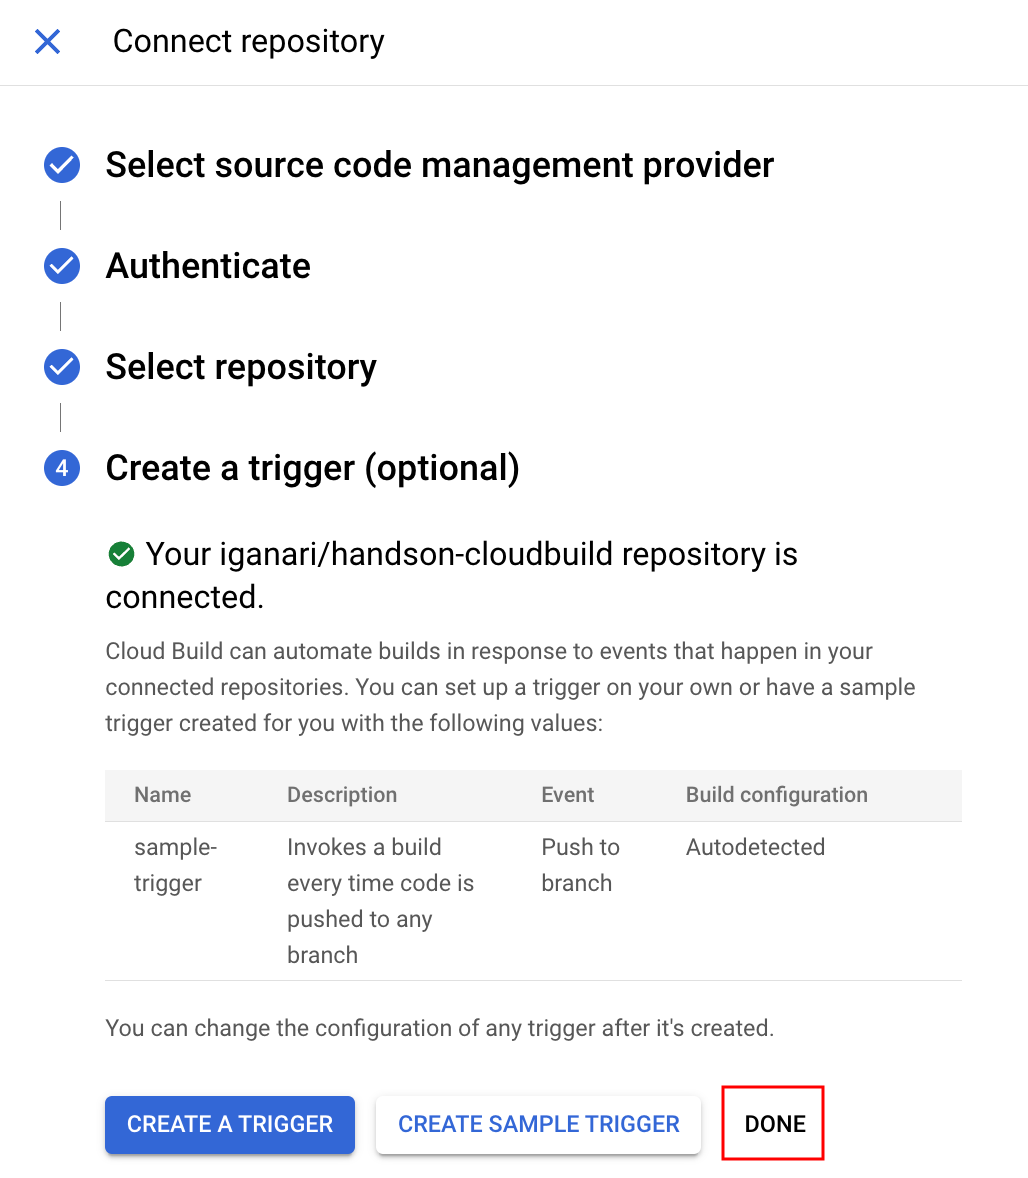 Connect repository
Select source code management provider
Authenticate
Select repository
4 Create a trigger (optional)
Your iganari/handson-cloudbuild repository is
connected.
Cloud Build can automate builds in response to events that happen in your
connected repositories. You can set up a trigger on your own or have a sample
trigger created for you with the following values:
Name Description Event Build configuration
sample- Invokes a build Push to Autodetected
trigger every time code is branch
pushed to any
branch
You can change the configuration of any trigger after it's created.
CREATE A TRIGGER CREATE SAMPLE TRIGGER DONE